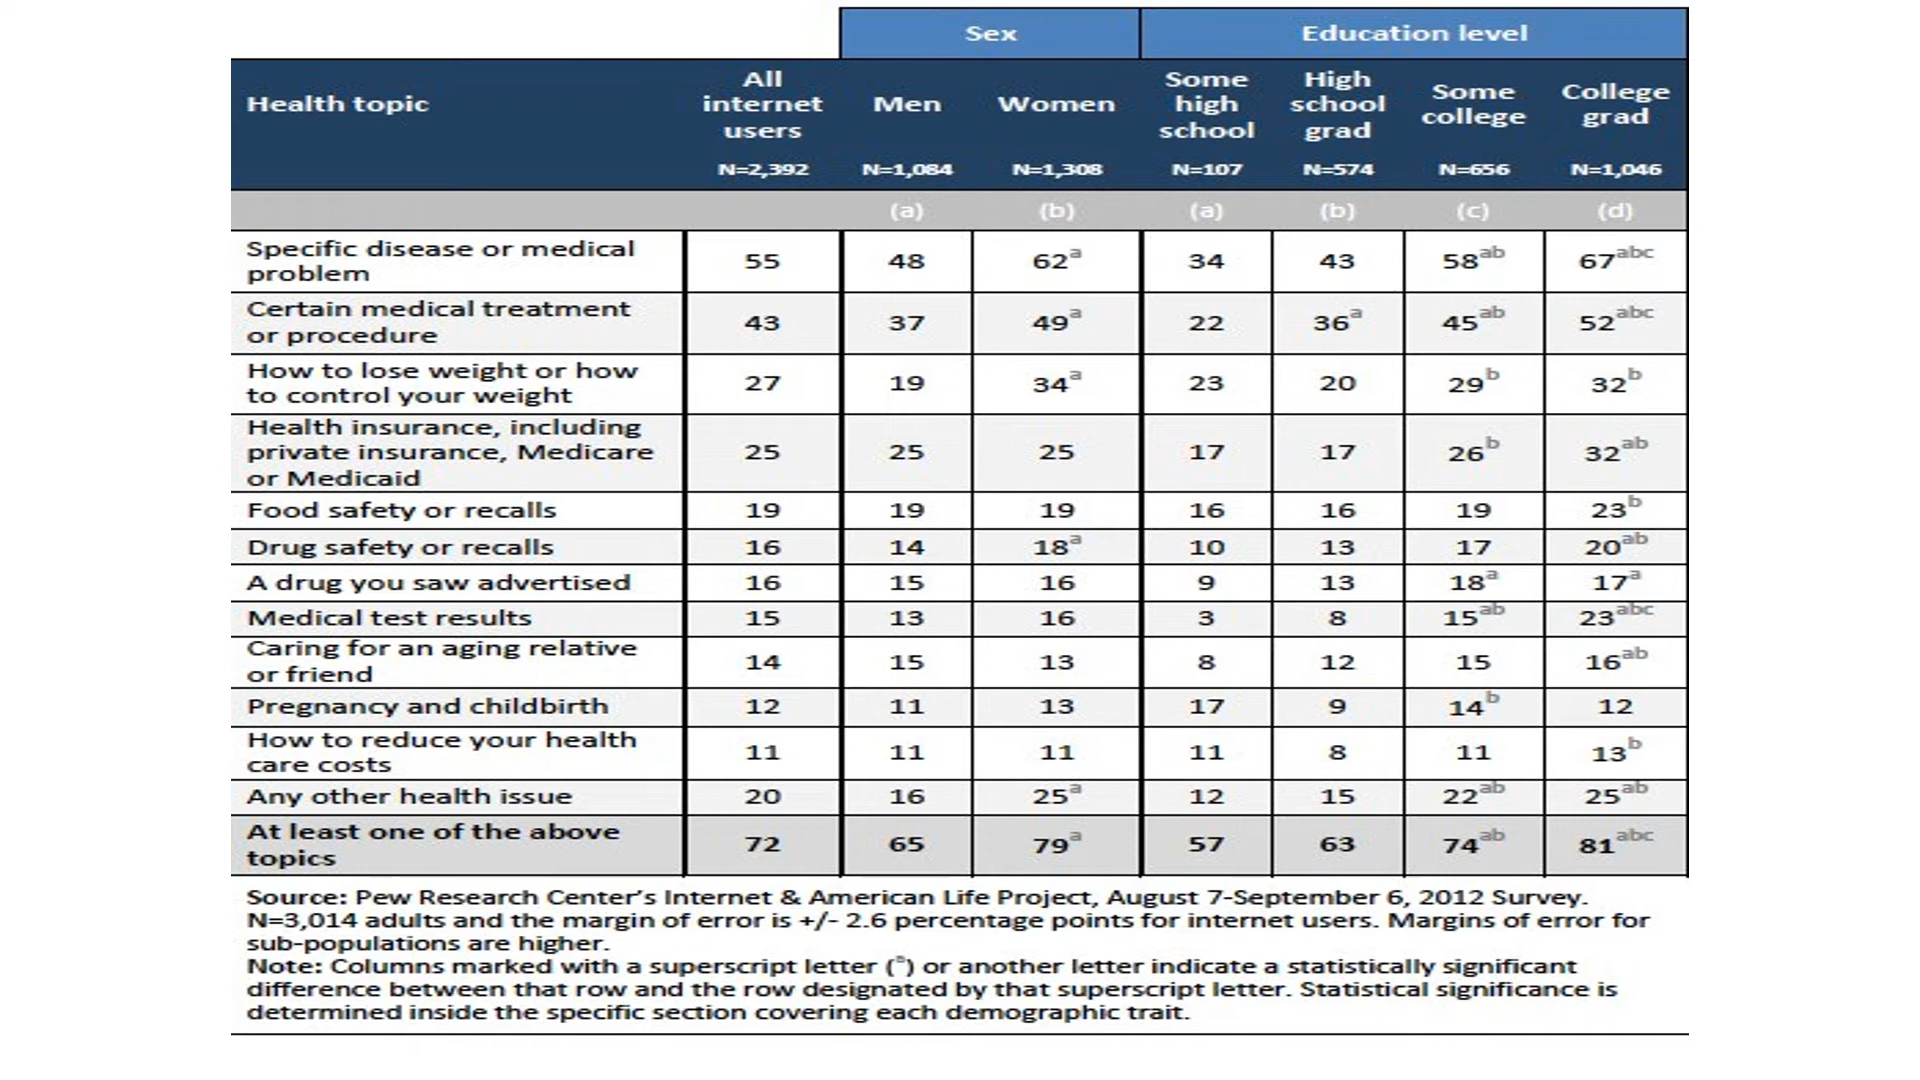 Sex Education level
Health topic All internet users Men Women Some high school High school grad Some college College grad
N=2,392 N=1,084 N=1,308 N=107 N=574 N=656 N=1,046
(a) (b) (a) (b) (c) (d)
Specific disease or medical
problem 55 48 62a 34 43 58ab 67abc
Certain medical treatment
or procedure 43 37 49a 22 36a 45ab 52abc
How to lose weight or how
to control your weight 27 19 34a 23 20 29b 32b
Health insurance, including
private insurance, Medicare
or Medicaid 25 25 25 17 17 26b 32ab
Food safety or recalls 19 19 19 16 16 19 23b
Drug safety or recalls 16 14 18a 10 13 17 20ab
A drug you saw advertised 16 15 16 9 13 18a 17a
Medical test results 15 13 16 3 8 15ab 23abc
Caring for an aging relative
or friend 14 15 13 8 12 15 16ab
Pregnancy and childbirth 12 11 13 17 9 14b 12
How to reduce your health
care costs 11 11 11 11 8 11 13b
Any other health issue 20 16 25a 12 15 22ab 25ab
At least one of the above
topics 72 65 79a 57 63 74ab 81abc
Source: Pew Research Center's Internet & American Life Project, August 7-September 6, 2012 Survey.
N=3,014 adults and the margin of error is +/- 2.6 percentage points for internet users. Margins of error for
sub-populations are higher.
Note: Columns marked with a superscript letter (a) or another letter indicate a statistically significant
difference between that row and the row designated by that superscript letter. Statistical significance is
determined inside the specific section covering each demographic trait.